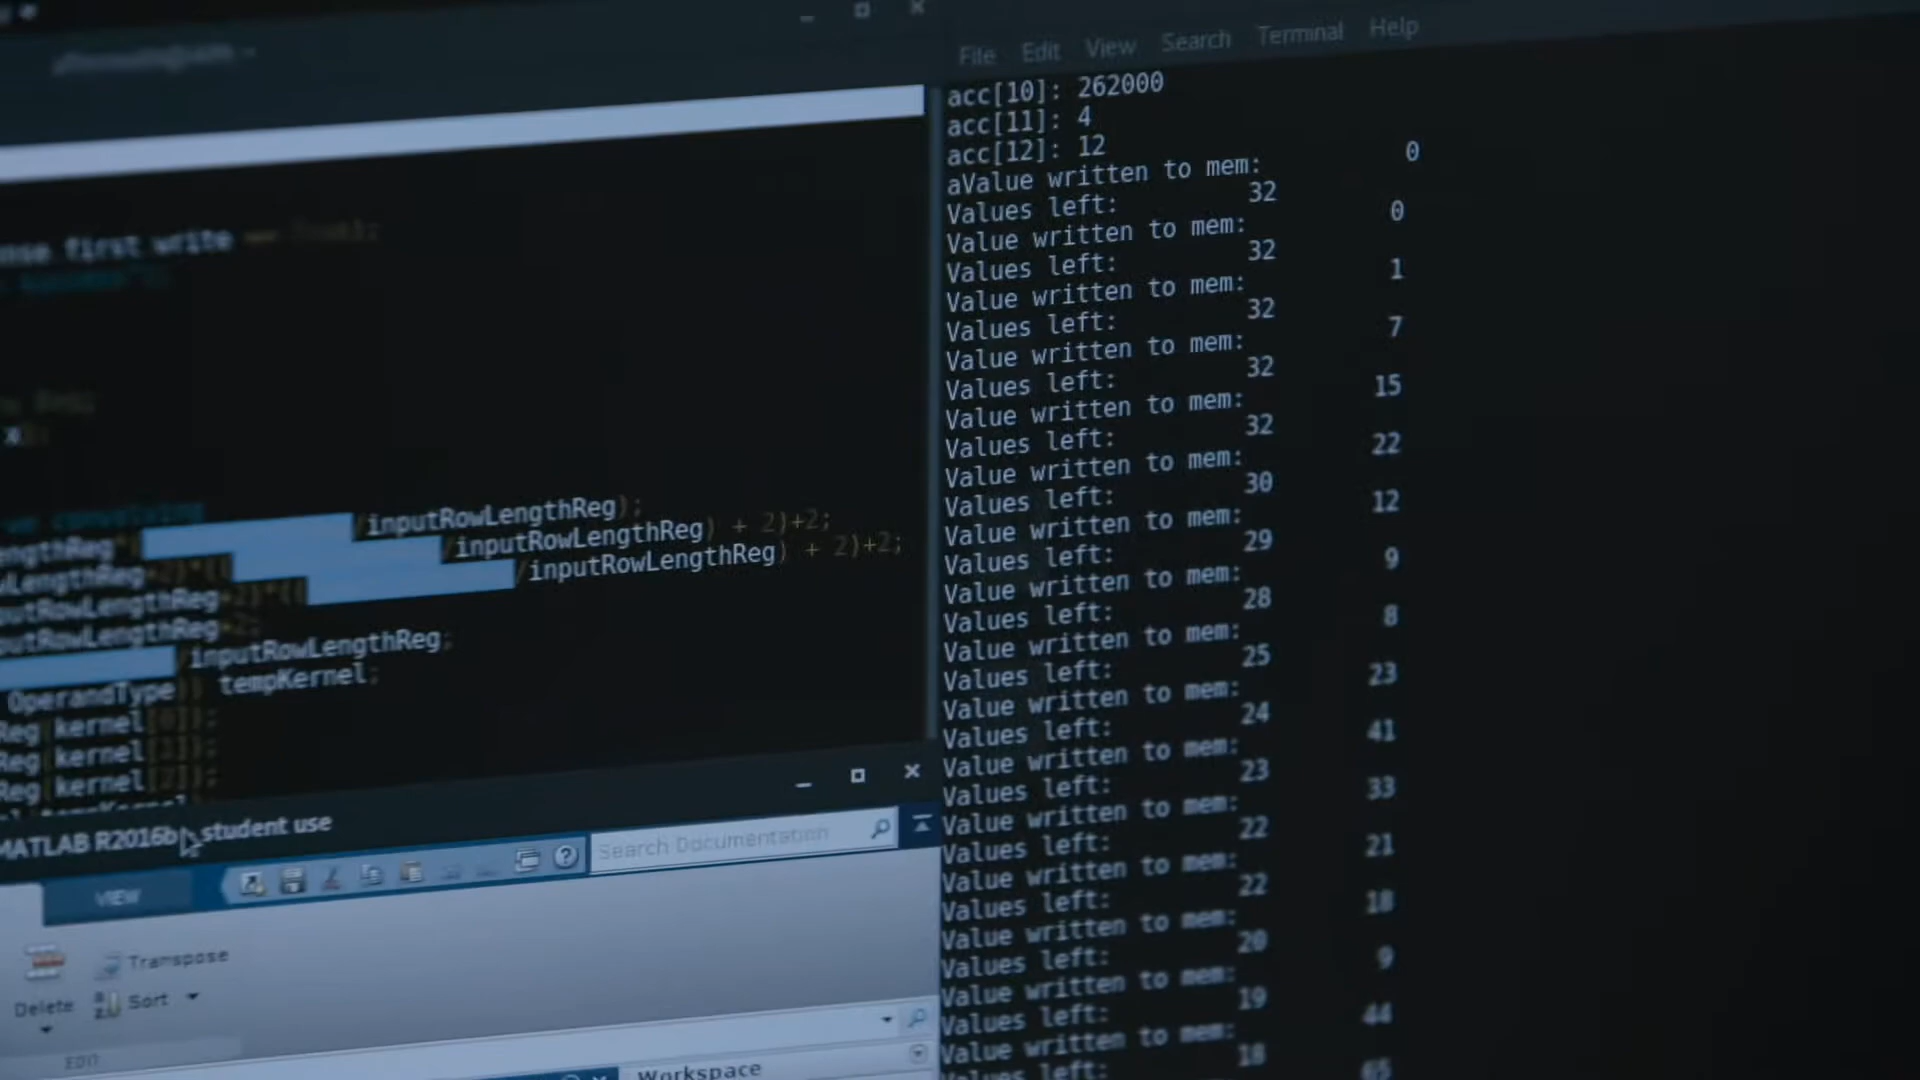 first write
inputRowLengthReg);
engthReg /inputRowLengthReg) + 2)+2;
wLengthReg /inputRowLengthReg) + 2)+2;
putRowLengthReg
putRowLengthReg
/inputRowLengthReg;
OperandType tempKernel;
Reg kernel
Reg kernel
Reg kernel
MATLAB R2016b student use
Search Documentation
VIEW
Transpose
Delete
Sort
EDIT
Workspace
File Edit View Search Terminal Help
acc[10]: 262000
acc[11]: 4
acc[12]: 12
aValue written to mem: 0
Values left: 32
Value written to mem: 0
Values left: 32
Value written to mem: 1
Values left: 32
Value written to mem: 7
Values left: 32
Value written to mem: 15
Values left: 32
Value written to mem: 22
Values left: 30
Value written to mem: 12
Values left: 29
Value written to mem: 9
Values left: 28
Value written to mem: 8
Values left: 25
Value written to mem: 23
Values left: 24
Value written to mem: 41
Values left: 23
Value written to mem: 33
Values left: 22
Value written to mem: 21
Values left: 22
Value written to mem: 18
Values left: 20
Value written to mem: 9
Values left: 19
Value written to mem: 44
Values left: 18